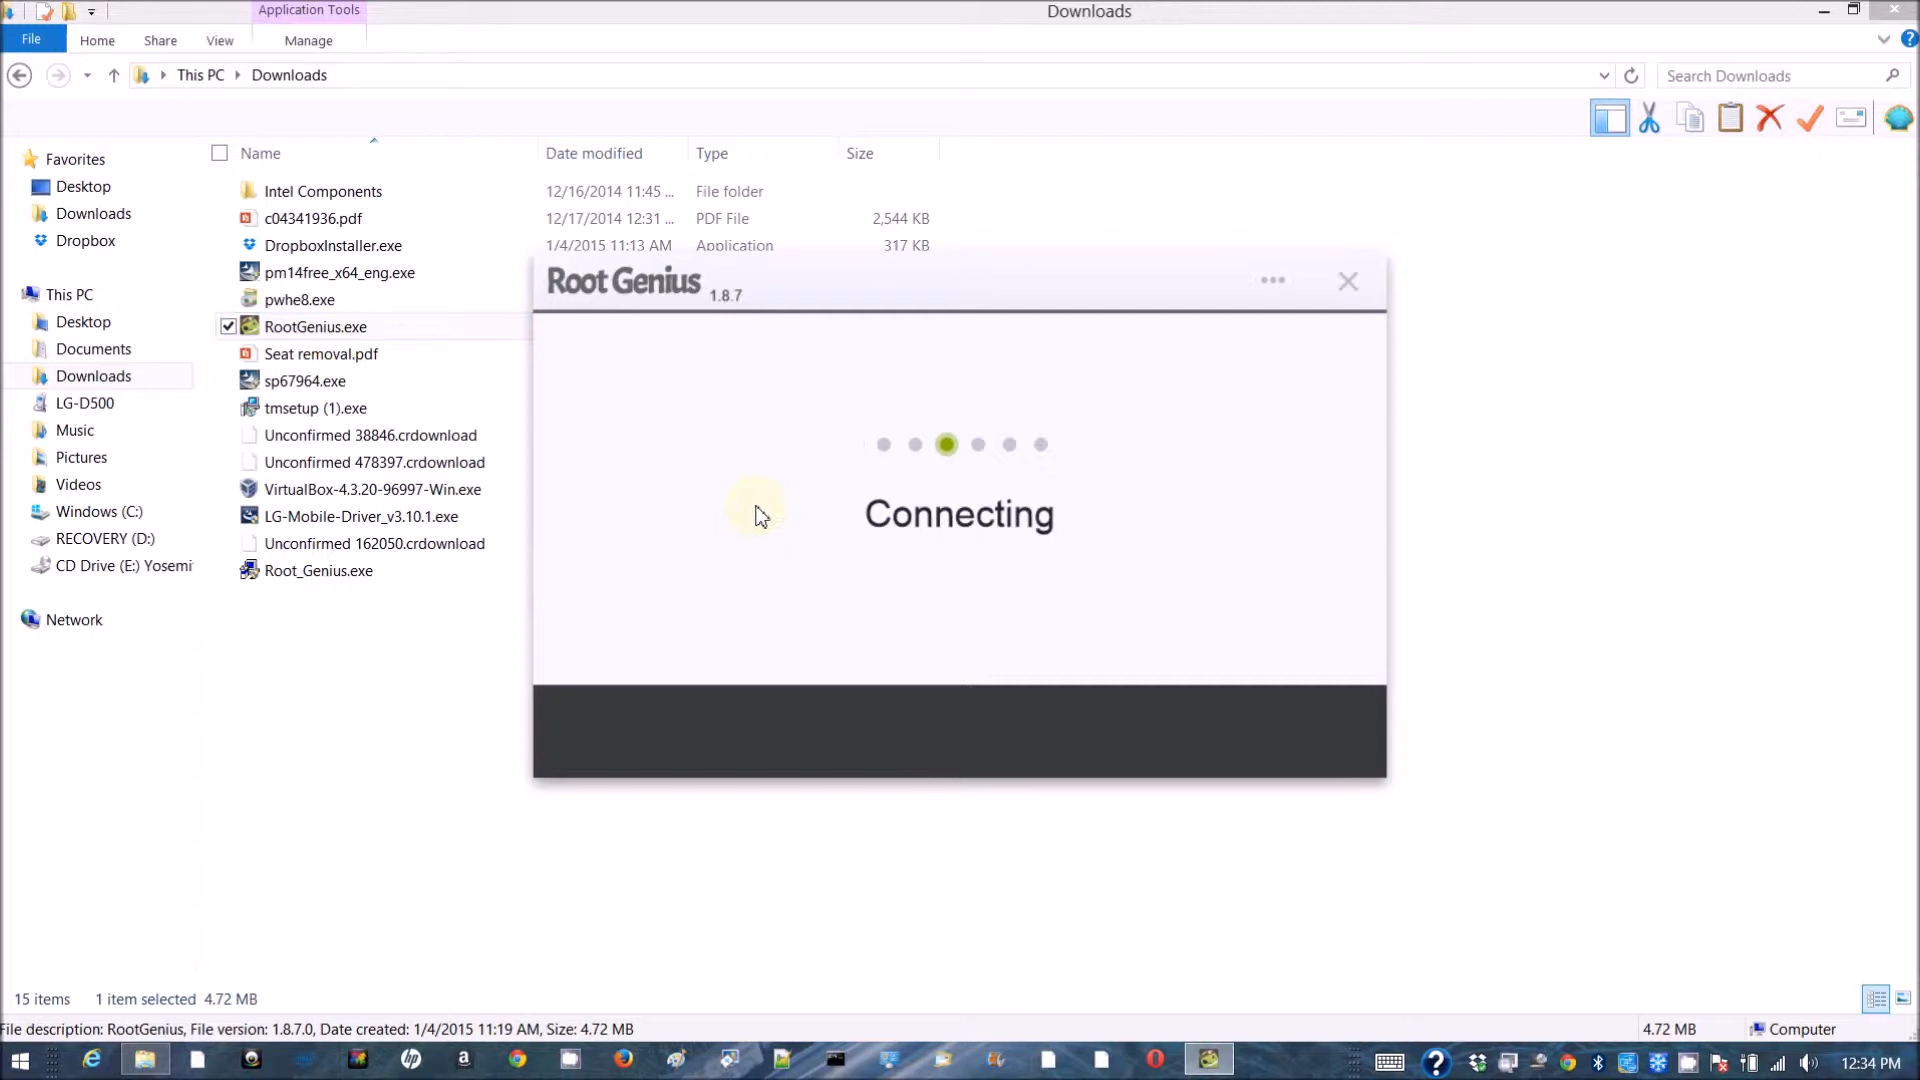 Application Tools
Downloads
File
Home
Share
View
Manage
This PC
Downloads
Search Downloads
Name
Date modified
Type
Size
Favorites
Desktop
Downloads
Dropbox
This PC
Desktop
Documents
Downloads
LG-D500
Music
Pictures
Videos
Windows (C:)
RECOVERY (D:)
CD Drive (E:) Yosemi
Network
Intel Components 12/16/2014 11:45 ... File folder
c04341936.pdf 12/17/2014 12:31 ... PDF File 2,544 KB
DropboxInstaller.exe 1/4/2015 11:13 AM Application 317 KB
pm14free_x64_eng.exe
pwhe8.exe
RootGenius.exe
Seat removal.pdf
sp67964.exe
tmsetup (1).exe
Unconfirmed 38846.crdownload
Unconfirmed 478397.crdownload
VirtualBox-4.3.20-96997-Win.exe
LG-Mobile-Driver_v3.10.1.exe
Unconfirmed 162050.crdownload
Root_Genius.exe
Root Genius 1.8.7
Connecting
15 items 1 item selected 4.72 MB
File description: RootGenius, File version: 1.8.7.0, Date created: 1/4/2015 11:19 AM, Size: 4.72 MB
4.72 MB
Computer
12:34 PM